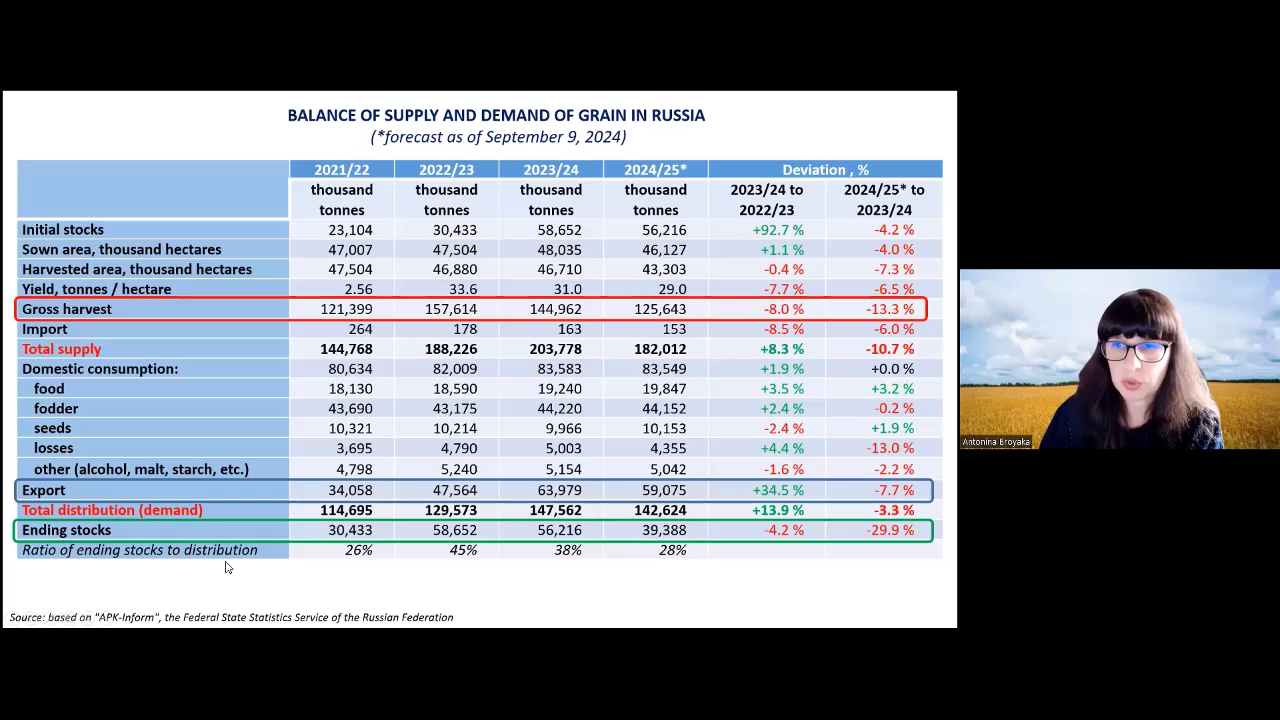 BALANCE OF SUPPLY AND DEMAND OF GRAIN IN RUSSIA
(*forecast as of September 9, 2024)
2021/22 2022/23 2023/24 2024/25* Deviation , %
thousand tonnes thousand tonnes thousand tonnes thousand tonnes 2023/24 to 2022/23 2024/25* to 2023/24
Initial stocks 23,104 30,433 58,652 56,216 +92.7 % -4.2 %
Sown area, thousand hectares 47,007 47,504 48,035 46,127 +1.1 % -4.0 %
Harvested area, thousand hectares 47,504 46,880 46,710 43,303 -0.4 % -7.3 %
Yield, tonnes / hectare 2.56 33.6 31.0 29.0 -7.7 % -6.5 %
Gross harvest 121,399 157,614 144,962 125,643 -8.0 % -13.3 %
Import 264 178 163 153 -8.5 % -6.0 %
Total supply 144,768 188,226 203,778 182,012 +8.3 % -10.7 %
Domestic consumption: 80,634 82,009 83,583 83,549 +1.9 % +0.0 %
food 18,130 18,590 19,240 19,847 +3.5 % +3.2 %
fodder 43,690 43,175 44,220 44,152 +2.4 % -0.2 %
seeds 10,321 10,214 9,966 10,153 -2.4 % +1.9 %
losses 3,695 4,790 5,003 4,355 +4.4 % -13.0 %
other (alcohol, malt, starch, etc.) 4,798 5,240 5,154 5,042 -1.6 % -2.2 %
Export 34,058 47,564 63,979 59,075 +34.5 % -7.7 %
Total distribution (demand) 114,695 129,573 147,562 142,624 +13.9 % -3.3 %
Ending stocks 30,433 58,652 56,216 39,388 -4.2 % -29.9 %
Ratio of ending stocks to distribution 26% 45% 38% 28%
Source: based on "APK-Inform", the Federal State Statistics Service of the Russian Federation
Antonina Broyaka